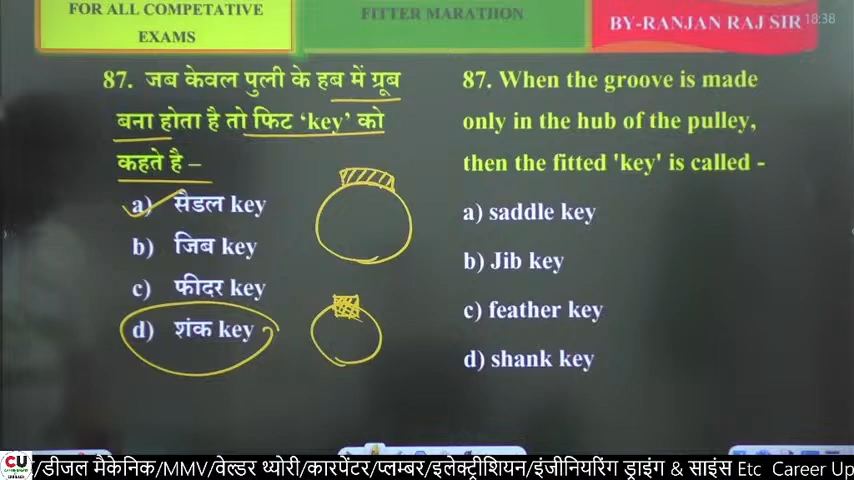 FOR ALL COMPETATIVE
EXAMS
FITTER MARATHON
BY-RANJAN RAJ SIR
18:38
87. जब केवल पुली के हब में ग्रूब
बना होता है तो फिट ‘key’ को
कहते है –
a) सैडल key
b) जिब key
c) फीदर key
d) शंक key
87. When the groove is made
only in the hub of the pulley,
then the fitted 'key' is called -
a) saddle key
b) Jib key
c) feather key
d) shank key
CU
/डीजल मैकेनिक/MMV/वेल्डर थ्योरी/कारपेंटर/प्लम्बर/इलेक्ट्रीशियन/इंजीनियरिंग ड्राइंग & साइंस Etc Career Up